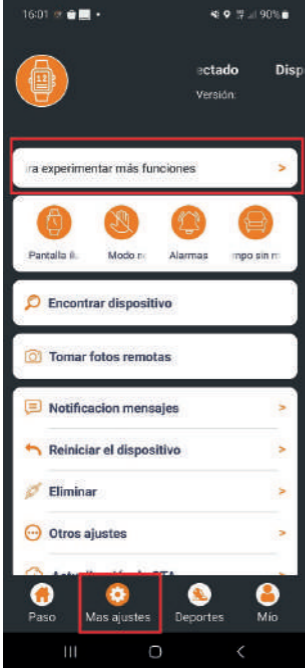 16:01
90%
ectado Disp
Versión:
ra experimentar más funciones >
Pantalla Modo Alarmas mpo sin
Encontrar dispositivo
Tomar fotos remotas
Notificacion mensajes >
Reiniciar el dispositivo >
Eliminar >
Otros ajustes >
Paso Mas ajustes Deportes Mío